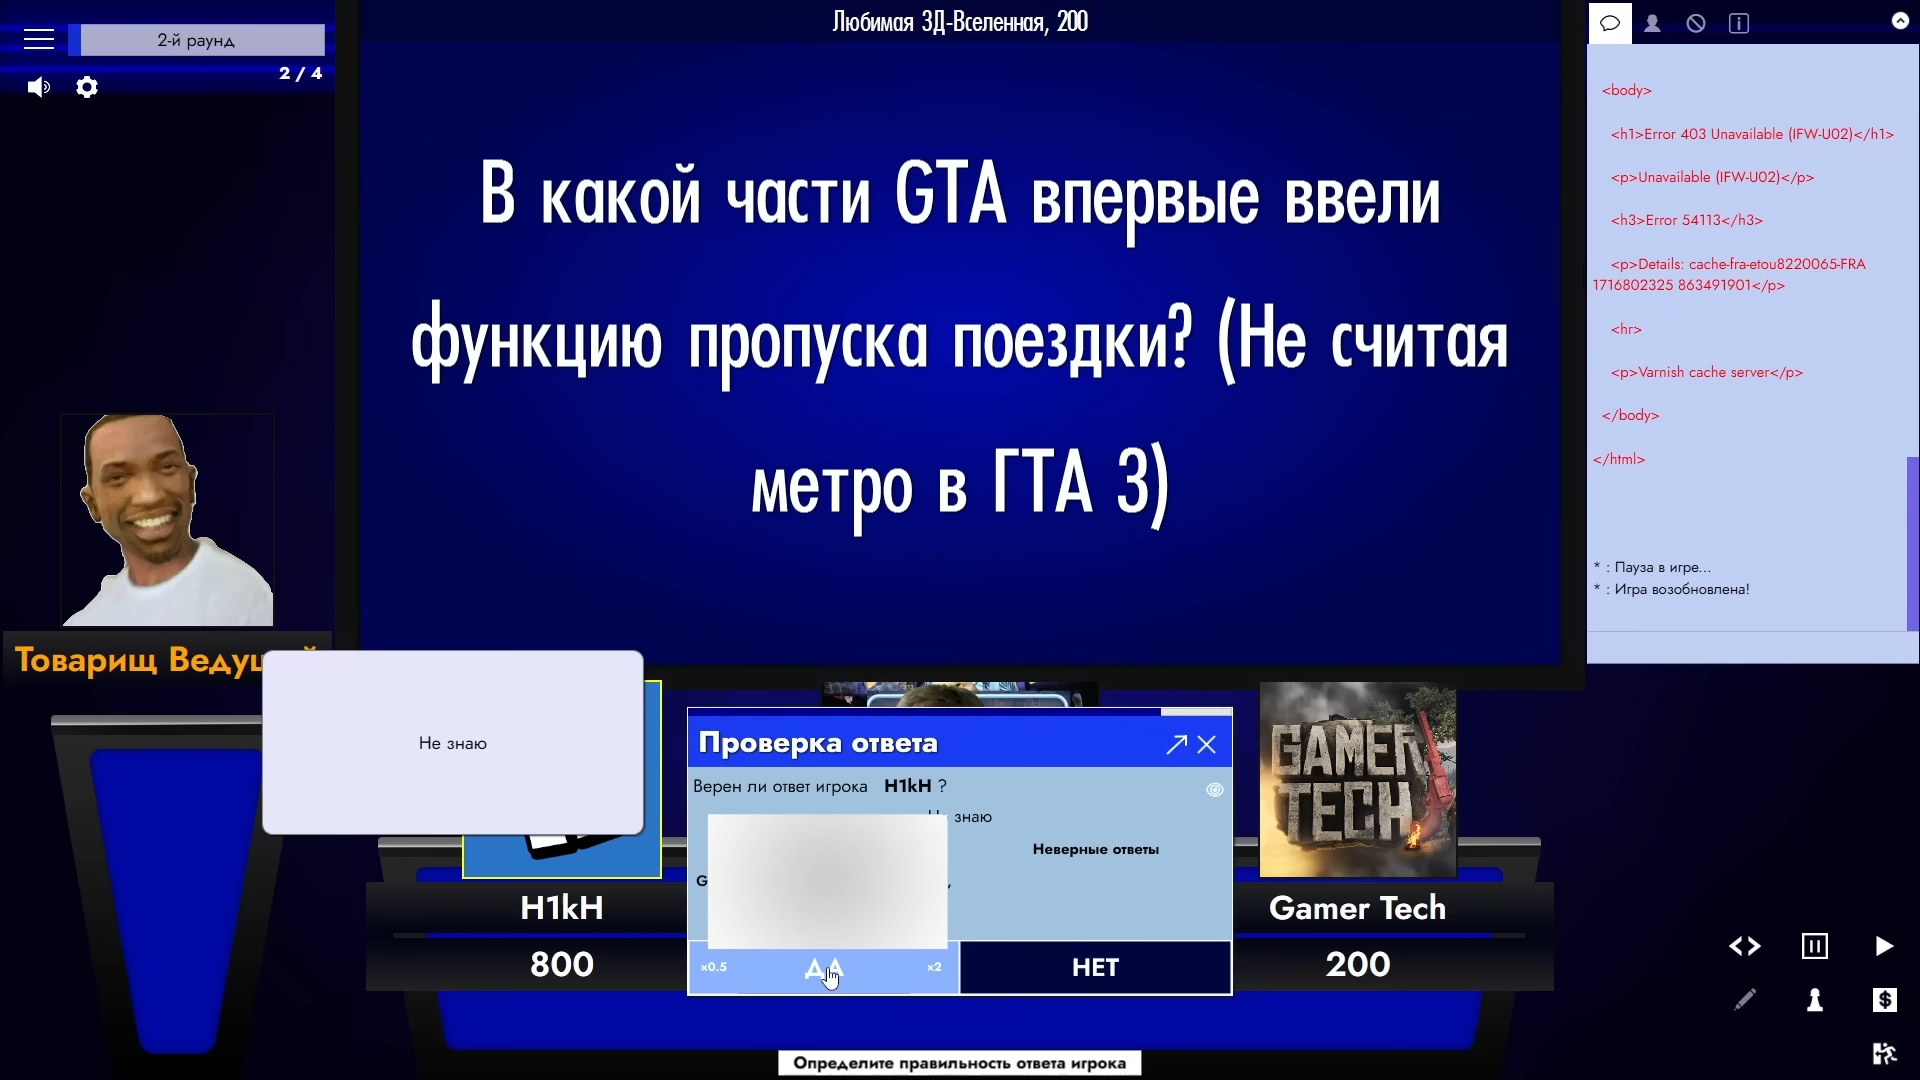 Любимая 3Д-Вселенная, 200
2-й раунд
2 / 4
В какой части GTA впервые ввели
функцию пропуска поездки? (Не считая
метро в ГТА 3)
<body>
<h1>Error 403 Unavailable (IFW-U02)</h1>
<p>Unavailable (IFW-U02)</p>
<h3>Error 54113</h3>
<p>Details: cache-fra-etou8220065-FRA
1716802325 863491901</p>
<hr>
<p>Varnish cache server</p>
</body>
</html>
* : Пауза в игре...
* : Игра возобновлена!
Товарищ
Не знаю
Проверка ответа
Верен ли ответ игрока H1kH ?
знаю
Неверные ответы
GAMER
TECH
H1kH
800
x0.5
ДА
x2
НЕТ
Gamer Tech
200
Определите правильность ответа игрока